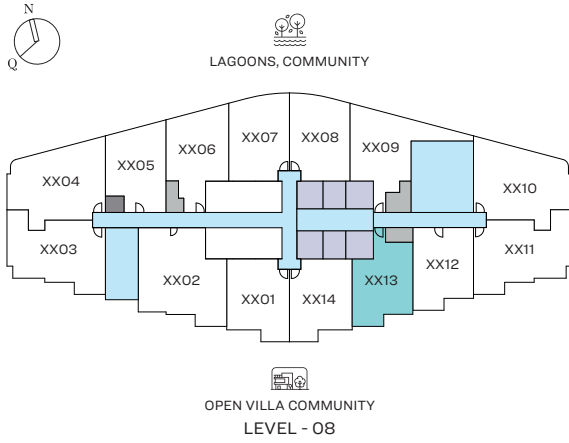 N
Q
LAGOONS, COMMUNITY
XX07 XX08
XX06 XX09
XX05
XX04 XX10
XX03 XX11
XX02 XX13 XX12
XX01 XX14
OPEN VILLA COMMUNITY
LEVEL - 08